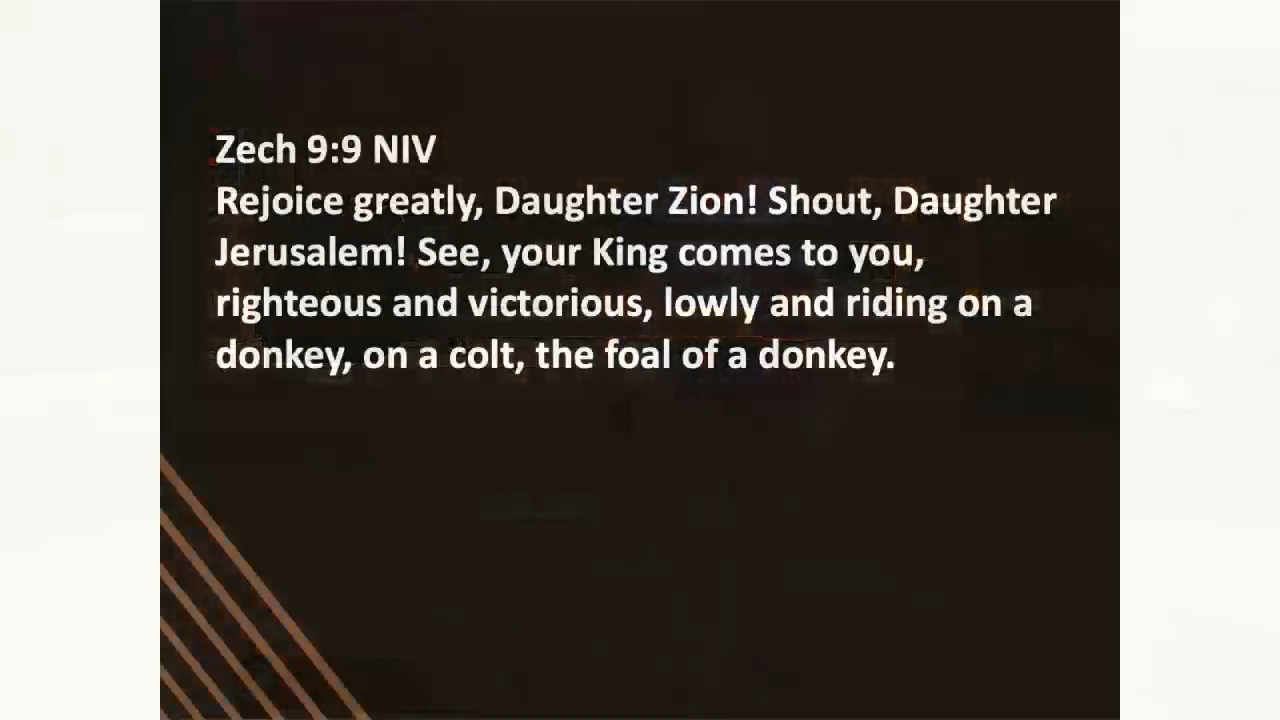 Zech 9:9 NIV
Rejoice greatly, Daughter Zion! Shout, Daughter
Jerusalem! See, your King comes to you,
righteous and victorious, lowly and riding on a
donkey, on a colt, the foal of a donkey.